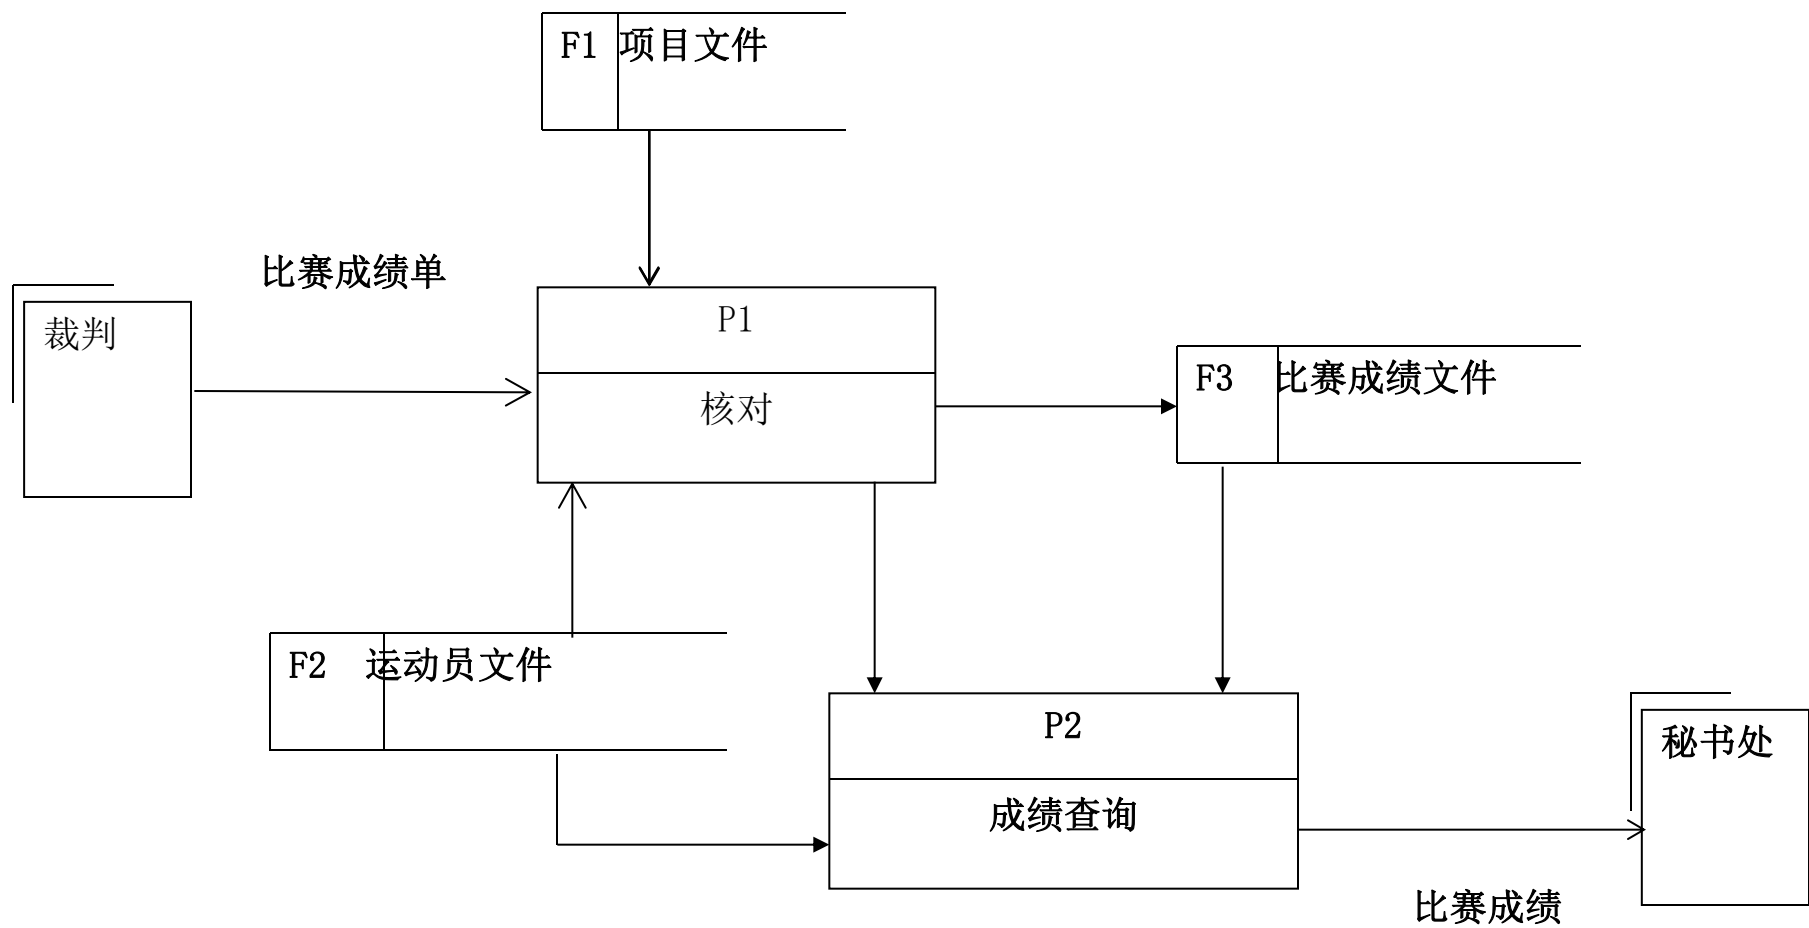 F1 项目文件
比赛成绩单
裁判
P1
核对
F3 比赛成绩文件
F2 运动员文件
P2
成绩查询
秘书处
比赛成绩